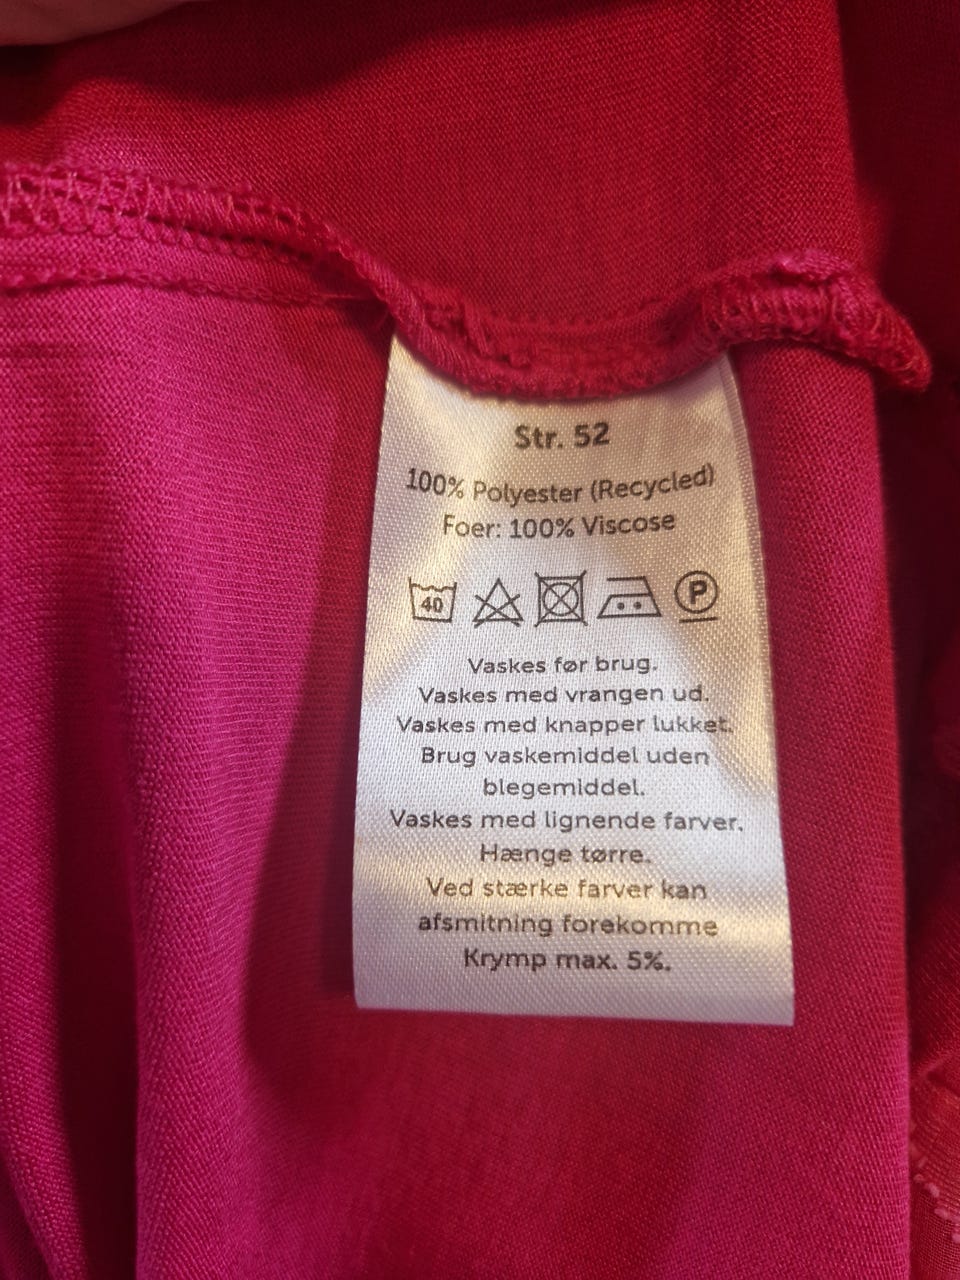 Str. 52
100% Polyester (Recycled)
Foer: 100% Viscose
40 P
Vaskes før brug.
Vaskes med vrangen ud.
Vaskes med knapper lukket.
Brug vaskemiddel uden
blegemiddel.
Vaskes med lignende farver.
Hænge tørre.
Ved stærke farver kan
afsmitning forekomme
Krymp max. 5%.